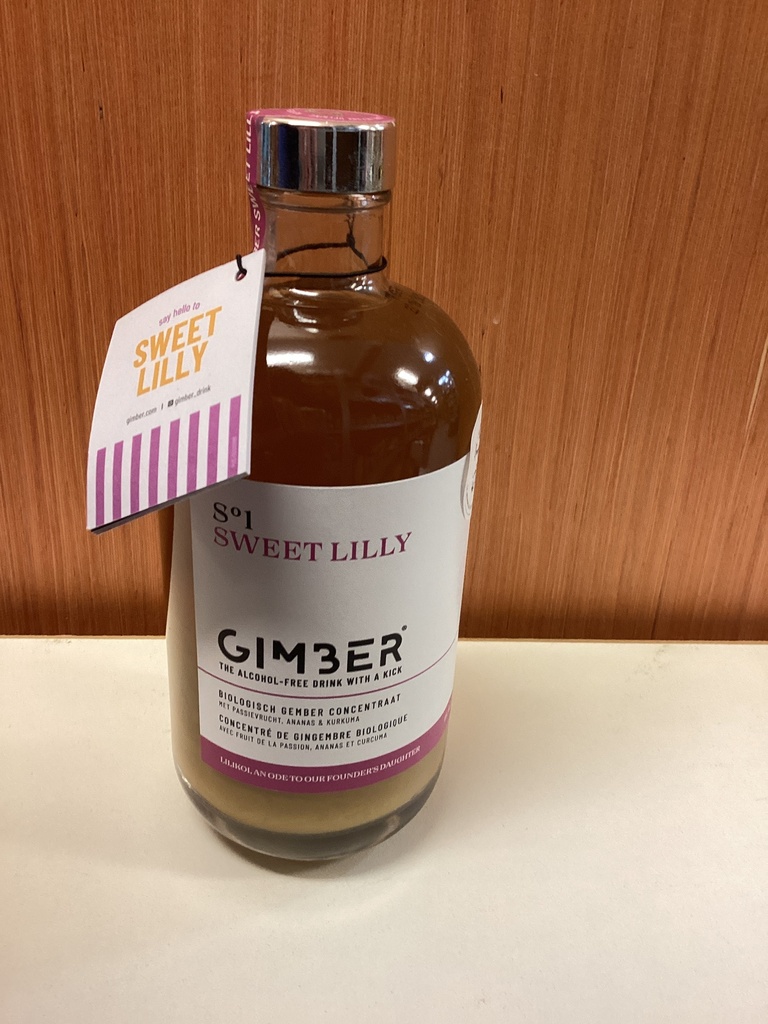 say hello to
SWEET
LILLY
gimber.com | gimber_drink
Sº1
SWEET LILLY
GIMBER®
THE ALCOHOL-FREE DRINK WITH A KICK
BIOLOGISCH GEMBER CONCENTRAAT
MET PASSIEVRUCHT, ANANAS & KURKUMA
CONCENTRÉ DE GINGEMBRE BIOLOGIQUE
AVEC FRUIT DE LA PASSION, ANANAS ET CURCUMA
LILIKOI, AN ODE TO OUR FOUNDER'S DAUGHTER